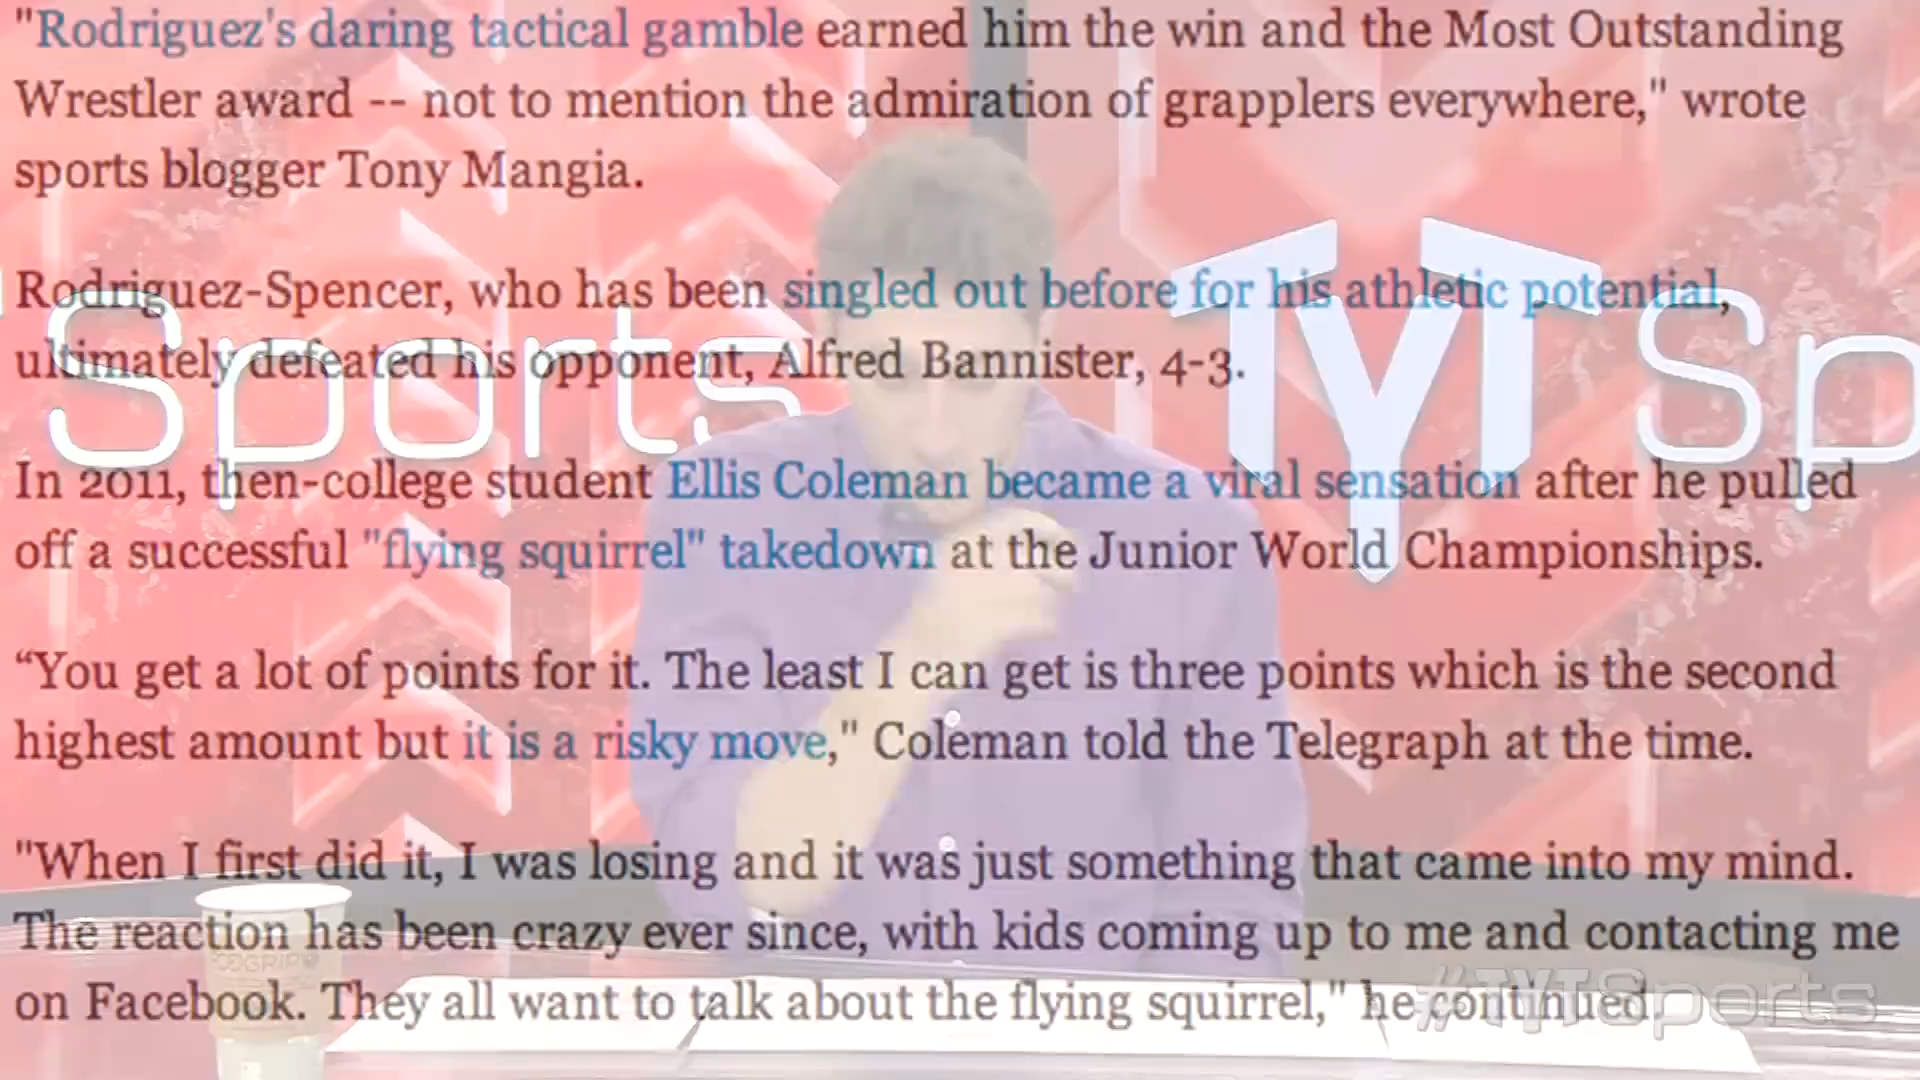 "Rodriguez's daring tactical gamble earned him the win and the Most Outstanding
Wrestler award -- not to mention the admiration of grapplers everywhere," wrote
sports blogger Tony Mangia.
Rodriguez-Spencer, who has been singled out before for his athletic potential,
ultimately defeated his opponent, Alfred Bannister, 4-3.
In 2011, then-college student Ellis Coleman became a viral sensation after he pulled
off a successful "flying squirrel" takedown at the Junior World Championships.
“You get a lot of points for it. The least I can get is three points which is the second
highest amount but it is a risky move," Coleman told the Telegraph at the time.
"When I first did it, I was losing and it was just something that came into my mind.
The reaction has been crazy ever since, with kids coming up to me and contacting me
on Facebook. They all want to talk about the flying squirrel," he continued.
Sports
TYT Sp
#TYTSports